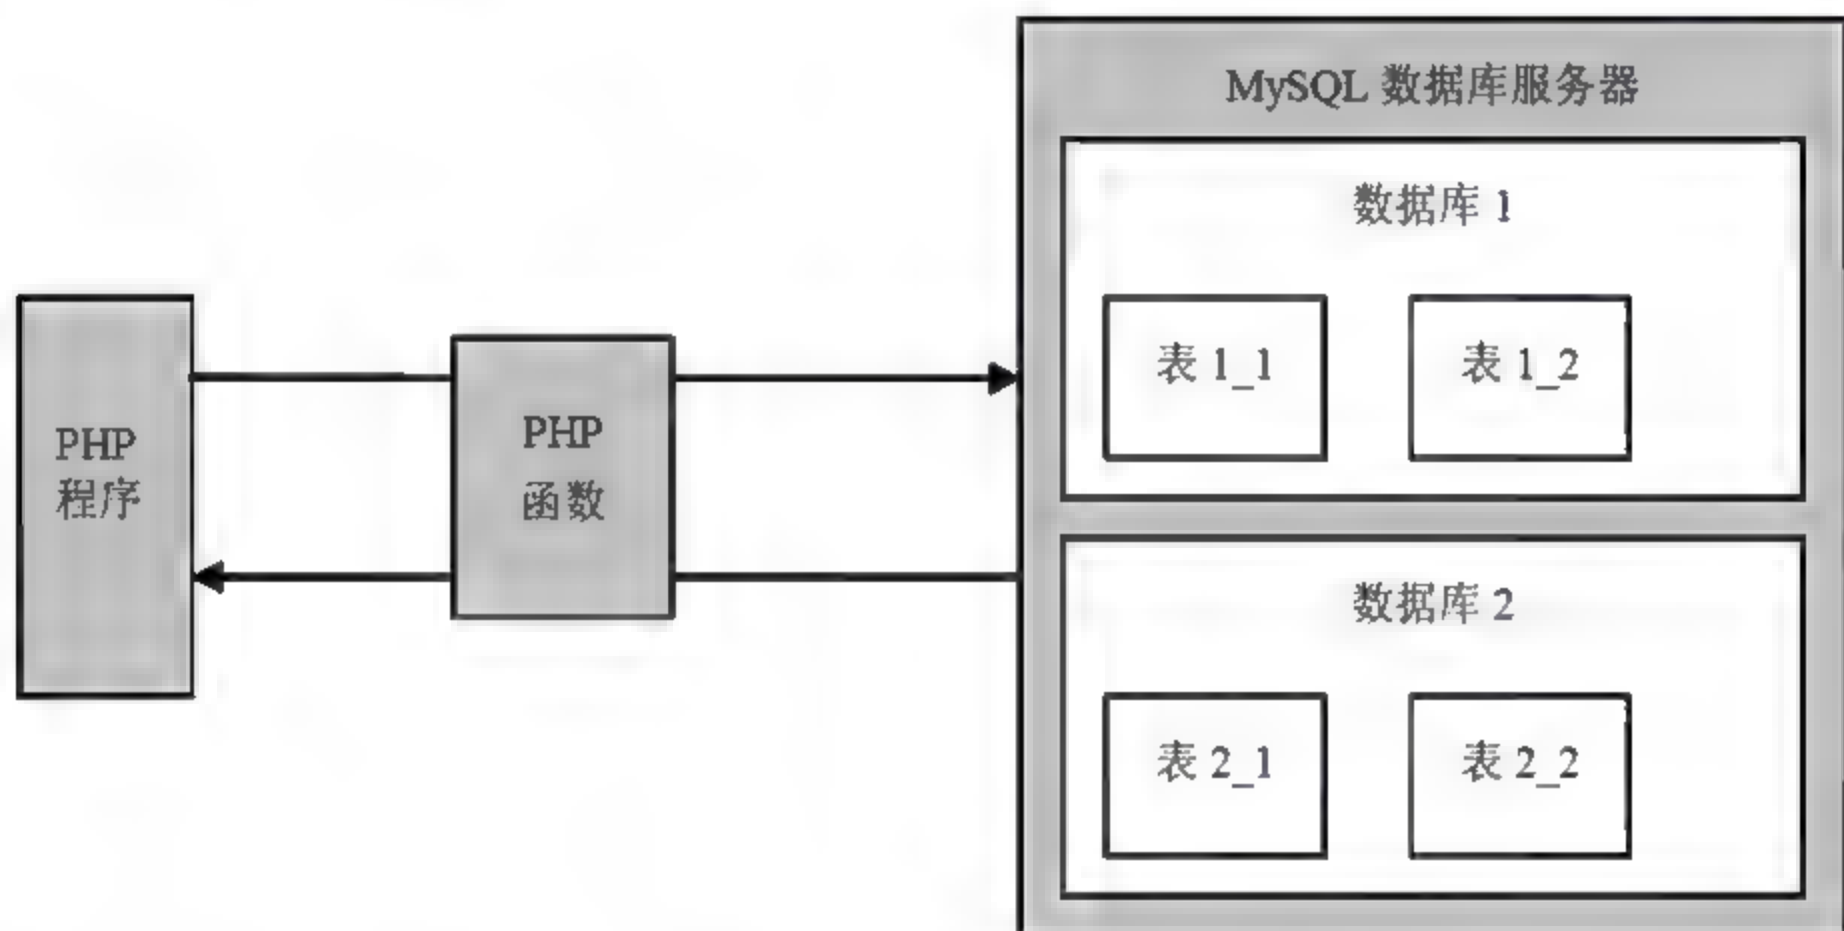 MySQL 数据库服务器
数据库 1
表 1_1
表 1_2
PHP
程序
PHP
函数
数据库 2
表 2_1
表 2_2